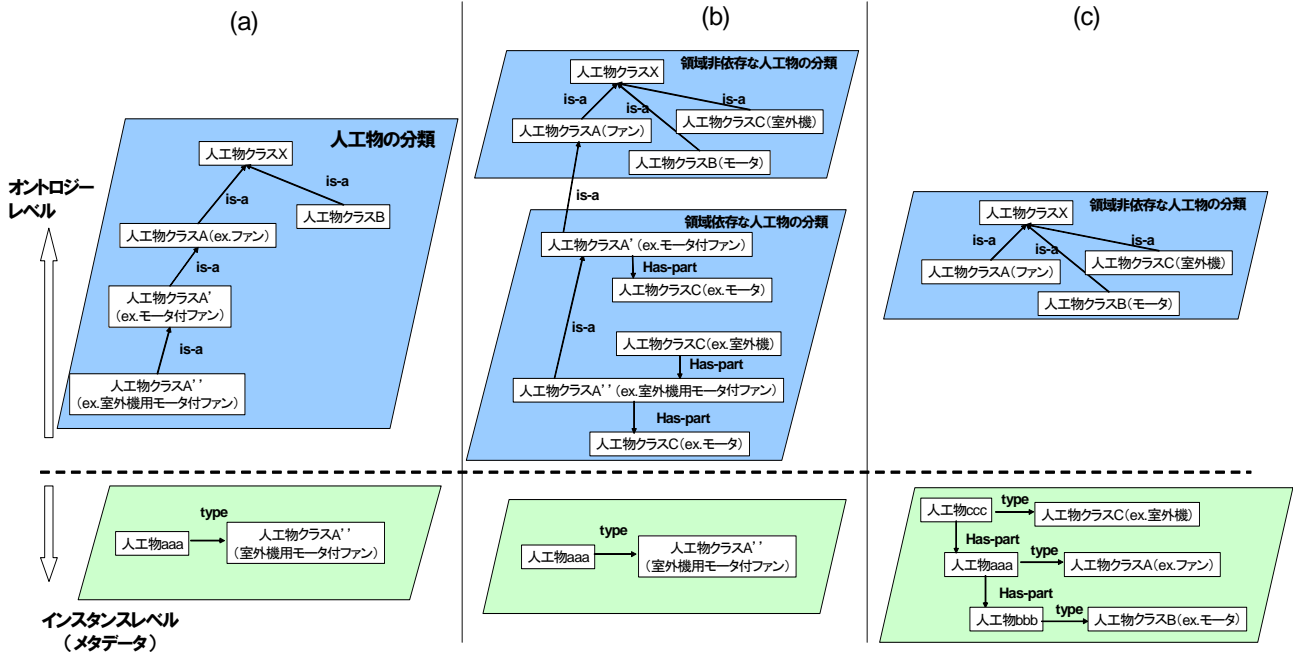 (a)
(b)
(c)
オントロジー
レベル
人工物の分類
人工物クラスX
is-a
is-a
人工物クラスB
人工物クラスA(ex.ファン)
is-a
人工物クラスA'
(ex.モータ付ファン)
is-a
人工物クラスA''
(ex.室外機用モータ付ファン)
領域非依存な人工物の分類
人工物クラスX
is-a
is-a
is-a
人工物クラスC(室外機)
人工物クラスA(ファン)
人工物クラスB(モータ)
is-a
領域依存な人工物の分類
人工物クラスA' (ex.モータ付ファン)
Has-part
人工物クラスC(ex.モータ)
is-a
人工物クラスC(ex.室外機)
Has-part
人工物クラスA'' (ex.室外機用モータ付ファン)
Has-part
人工物クラスC(ex.モータ)
領域非依存な人工物の分類
人工物クラスX
is-a
is-a
is-a
人工物クラスC(室外機)
人工物クラスA(ファン)
人工物クラスB(モータ)
インスタンスレベル
(メタデータ)
人工物aaa
type
人工物クラスA''
(室外機用モータ付ファン)
人工物aaa
type
人工物クラスA''
(室外機用モータ付ファン)
人工物ccc
type
人工物クラスC(ex.室外機)
Has-part
人工物aaa
type
人工物クラスA(ex.ファン)
Has-part
人工物bbb
type
人工物クラスB(ex.モータ)